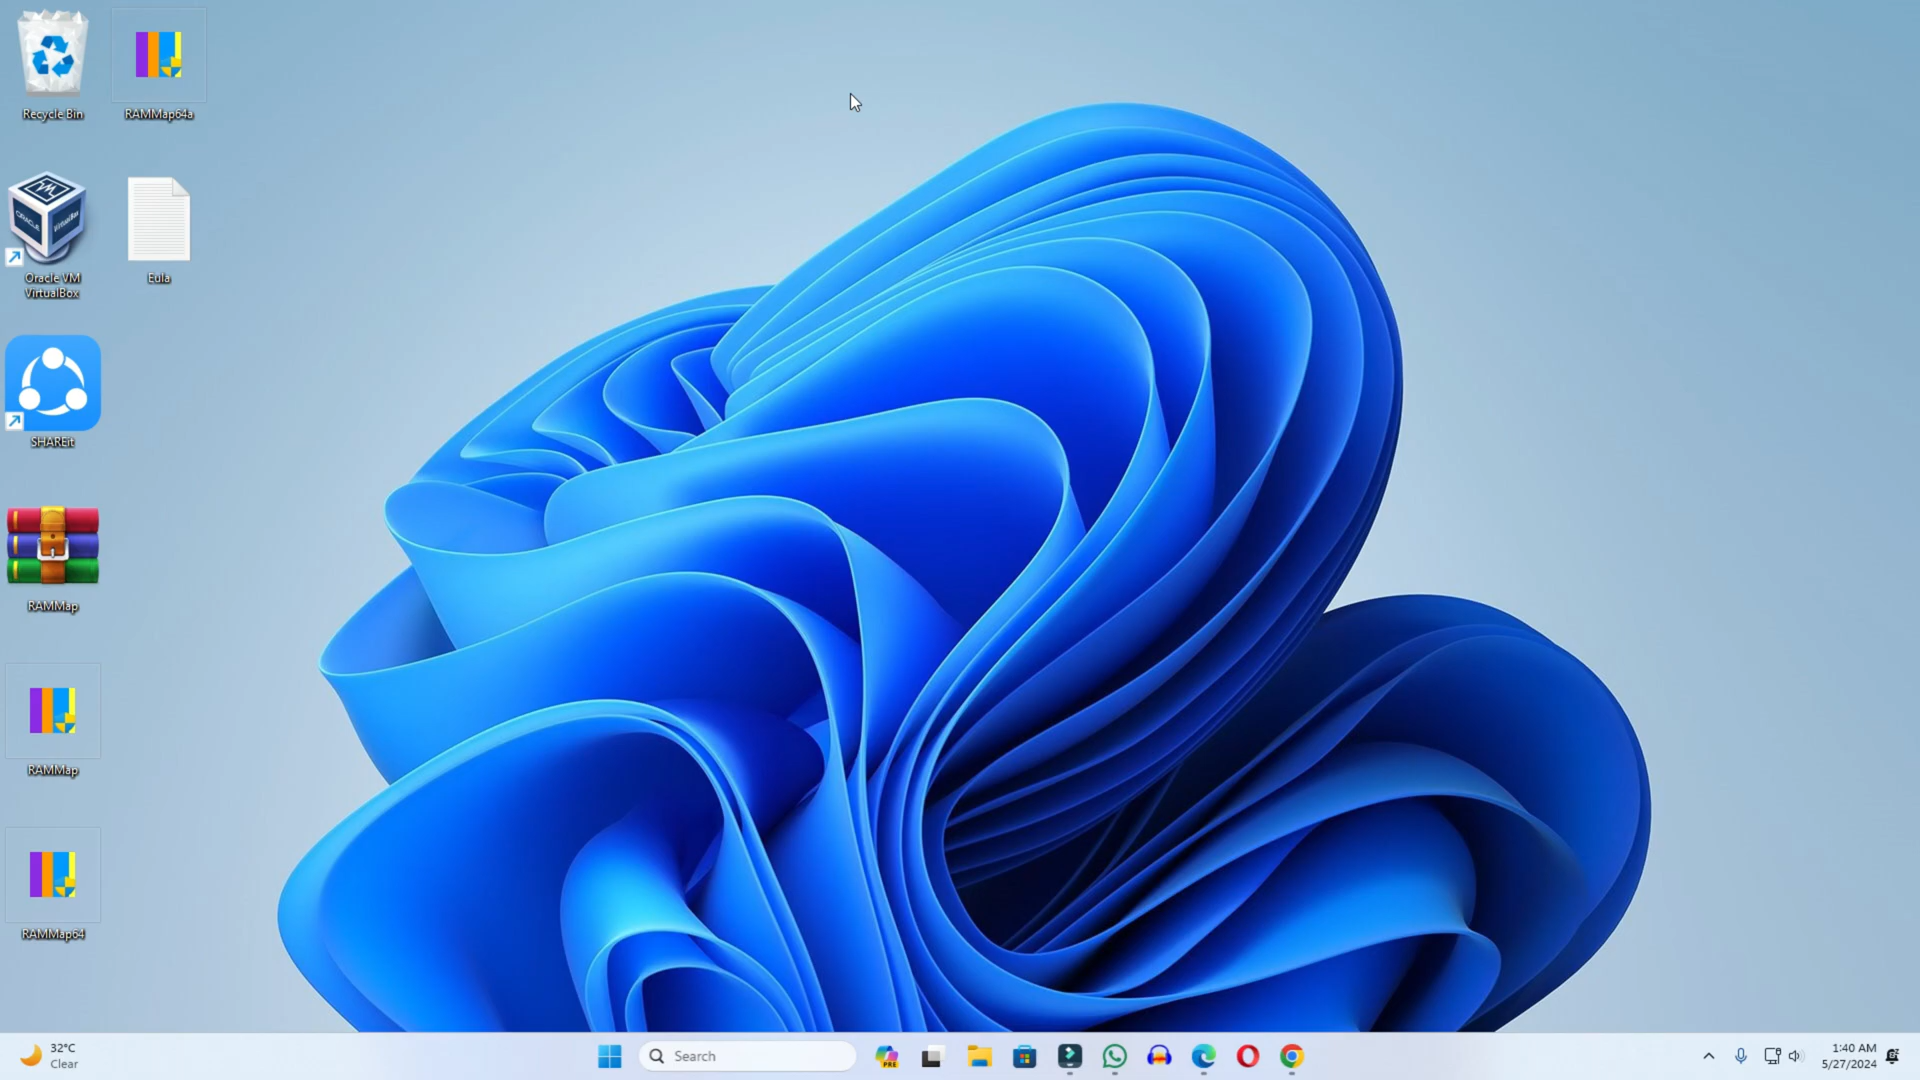 Recycle Bin
RAMMap64a
Oracle VM
VirtualBox
Eula
SHAREit
RAMMap
RAMMap
RAMMap64
32°C
Clear
Search
PRE
1:40 AM
5/27/2024